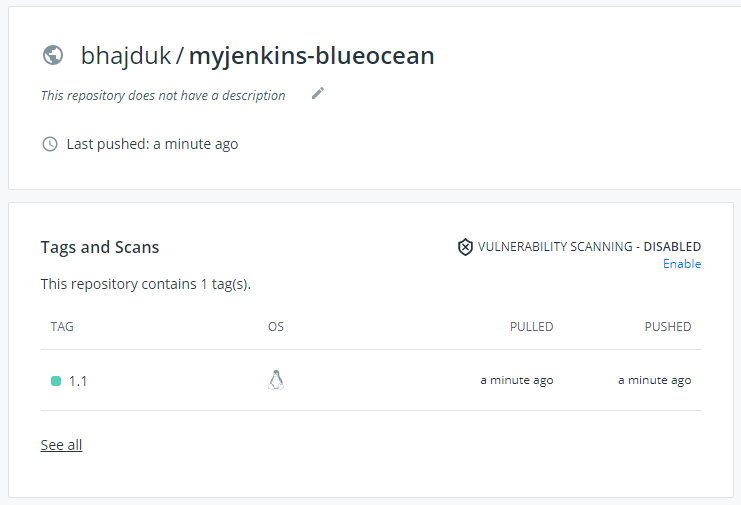 bhajduk / myjenkins-blueocean
This repository does not have a description
Last pushed: a minute ago
Tags and Scans
VULNERABILITY SCANNING - DISABLED
Enable
This repository contains 1 tag(s).
TAG OS PULLED PUSHED
1.1 a minute ago a minute ago
See all